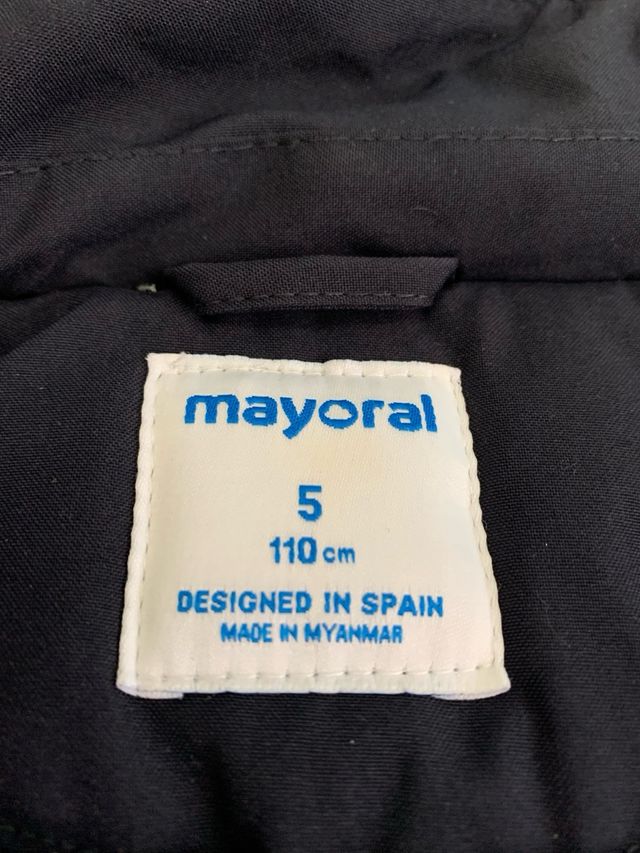 mayoral
5
110 cm
DESIGNED IN SPAIN
MADE IN MYANMAR